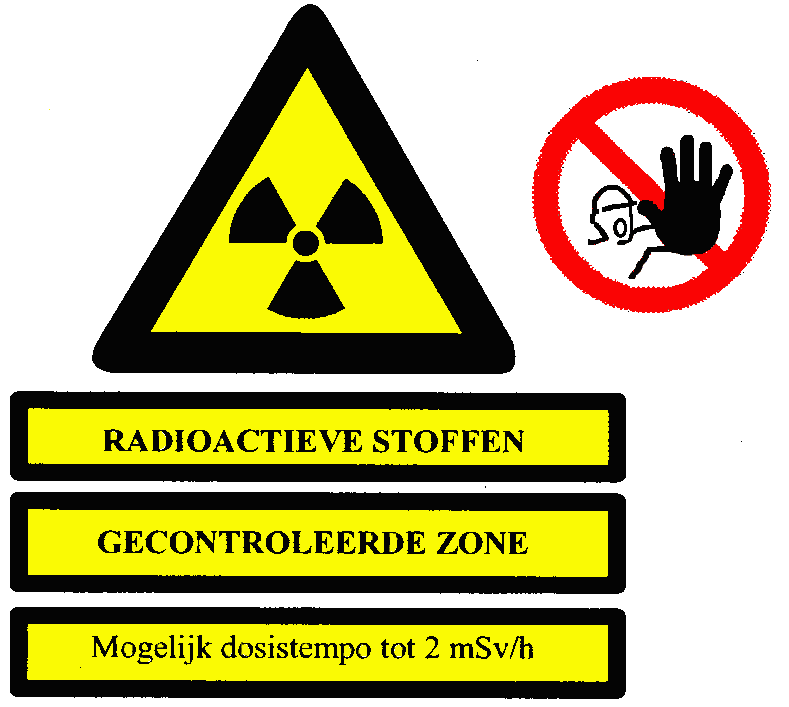 RADIOACTIEVE STOFFEN
GECONTROLEERDE ZONE
Mogelijk dosistempo tot 2 mSv/h